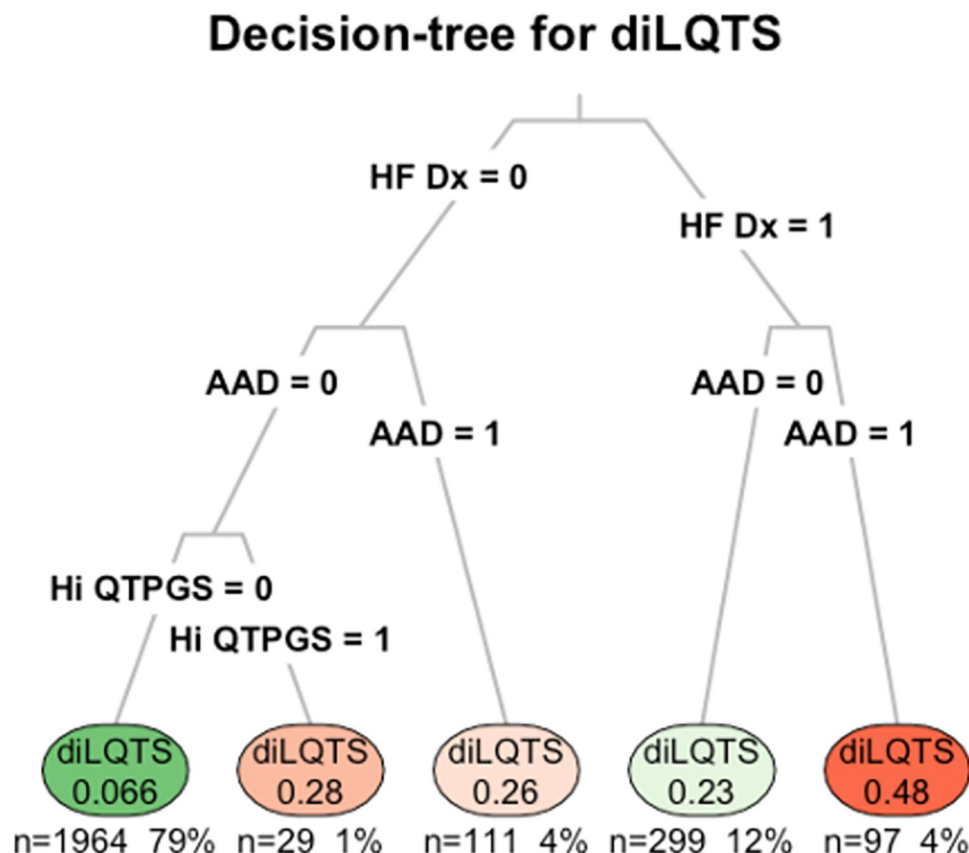 Decision-tree for diLQTS
HF Dx = 0
HF Dx = 1
AAD = 0
AAD = 1
AAD = 0
AAD = 1
Hi QTPGS = 0
Hi QTPGS = 1
diLQTS
0.066
n=1964 79%
diLQTS
0.28
n=29 1%
diLQTS
0.26
n=111 4%
diLQTS
0.23
n=299 12%
diLQTS
0.48
n=97 4%